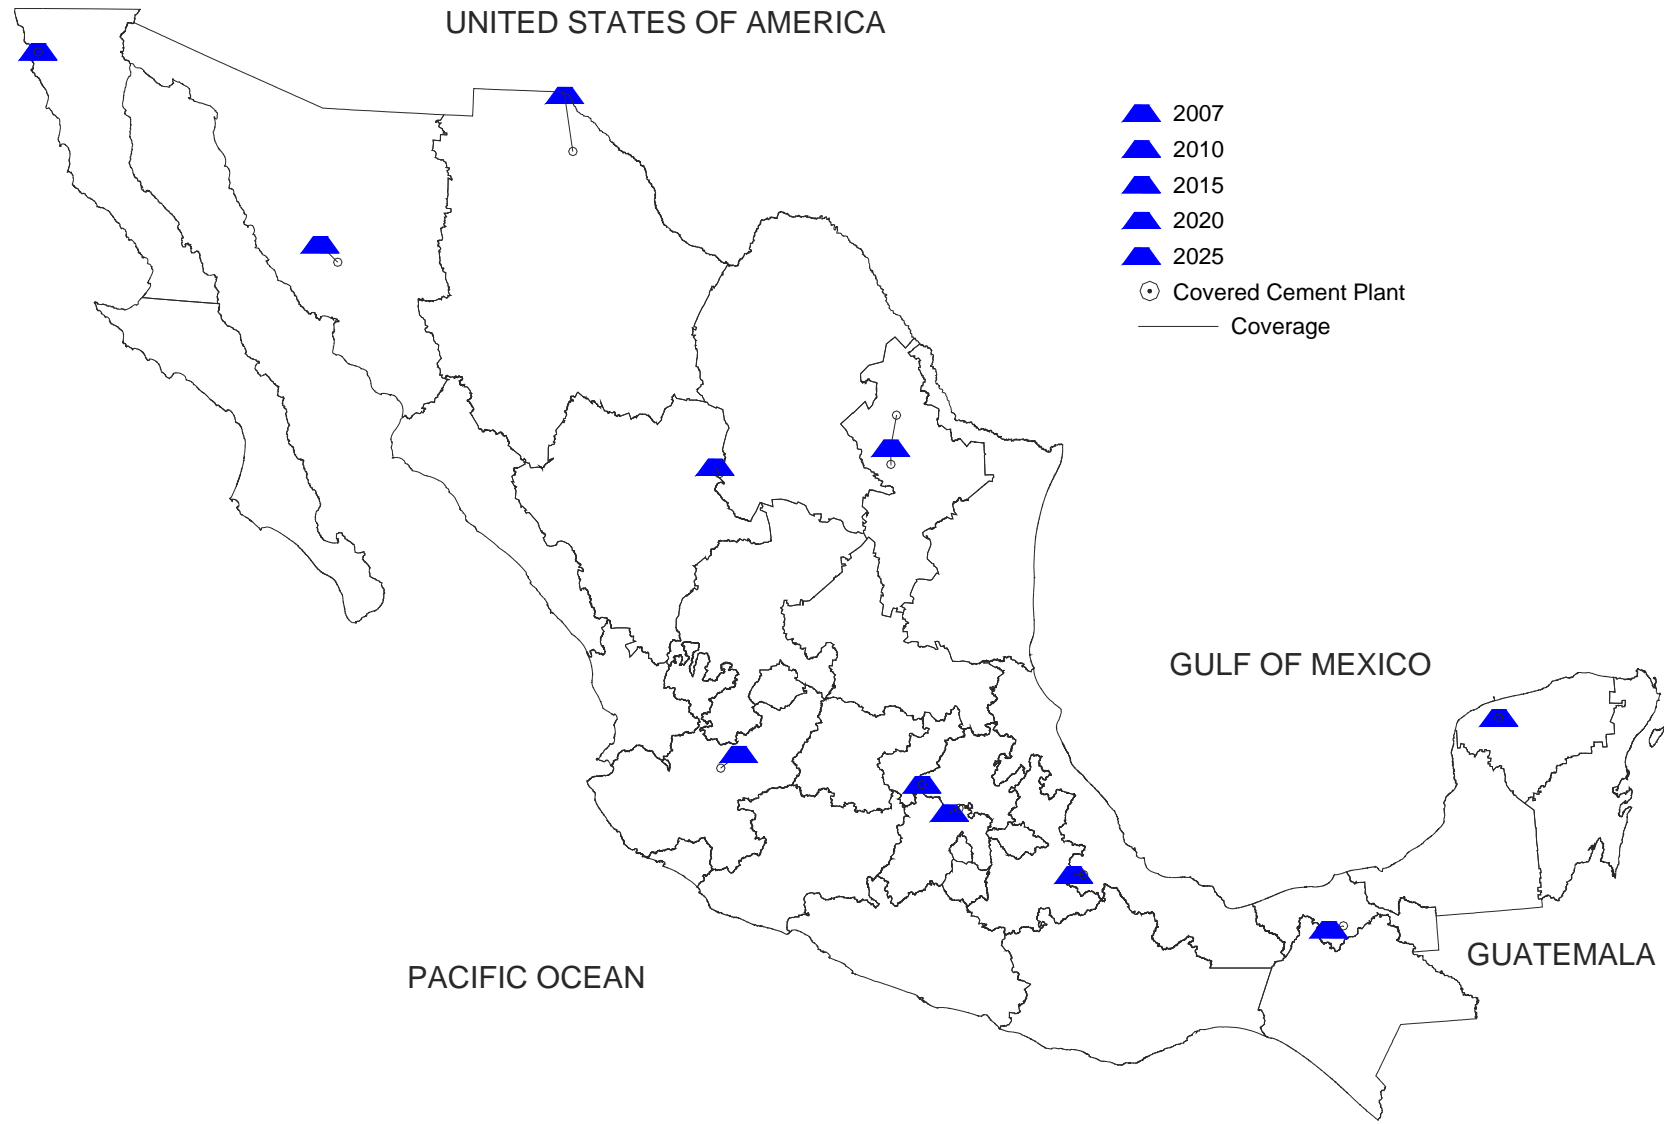 UNITED STATES OF AMERICA
2007
2010
2015
2020
2025
Covered Cement Plant
Coverage
GULF OF MEXICO
GUATEMALA
PACIFIC OCEAN